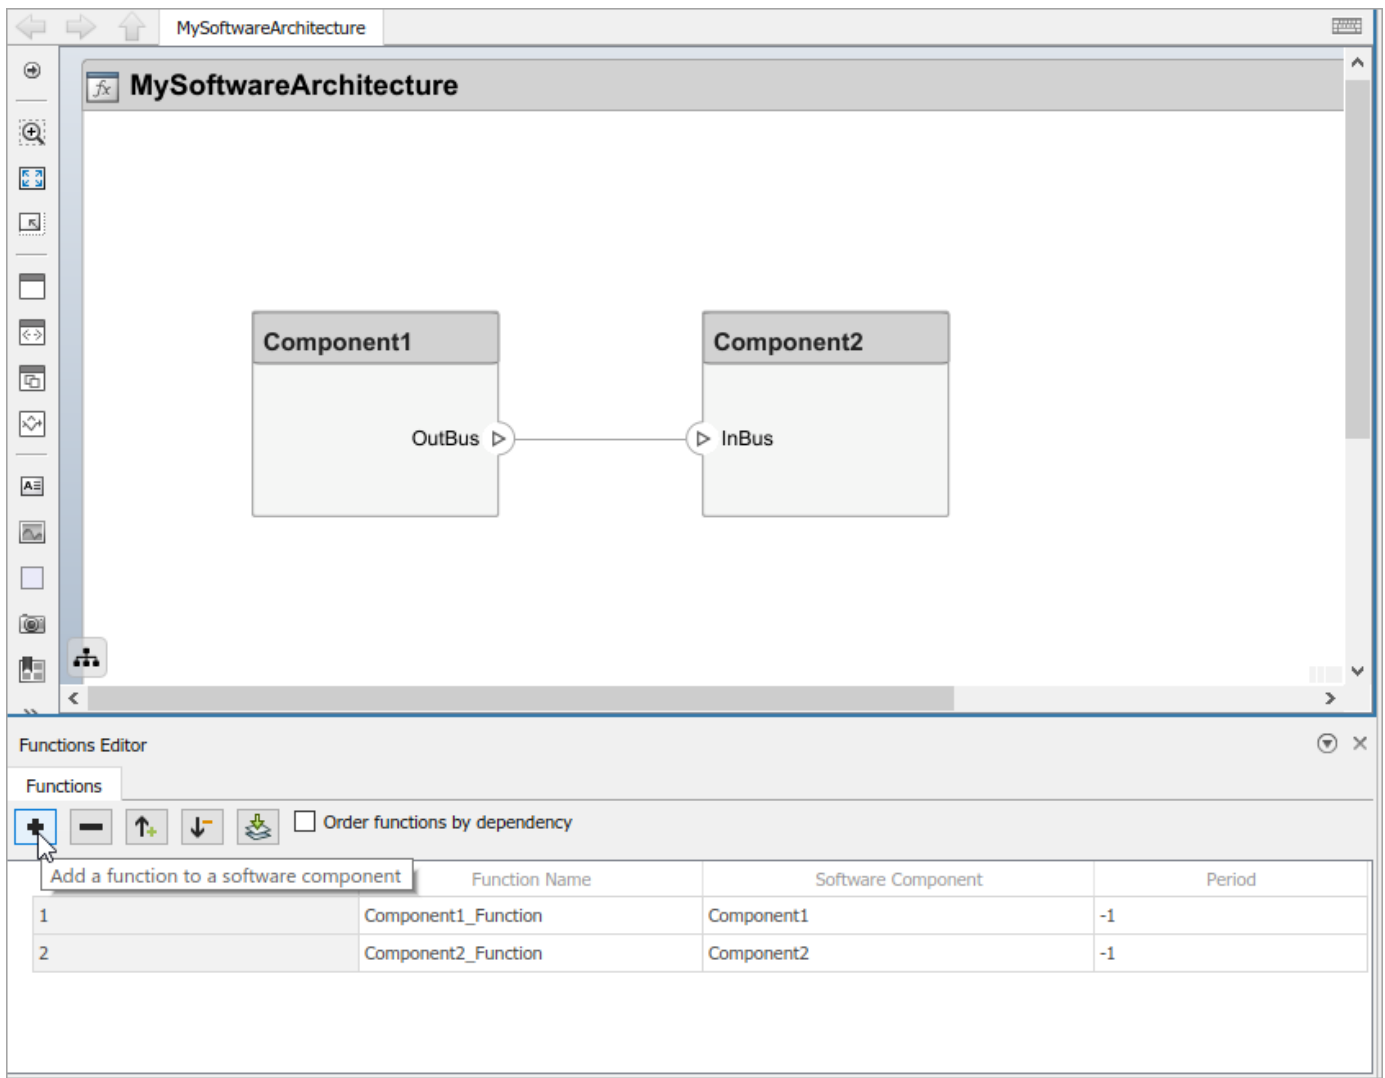 MySoftwareArchitecture
MySoftwareArchitecture
Component1
Component2
OutBus
InBus
Functions Editor
Functions
Order functions by dependency
Add a function to a software component
Function Name
Software Component
Period
1
Component1_Function
Component1
-1
2
Component2_Function
Component2
-1